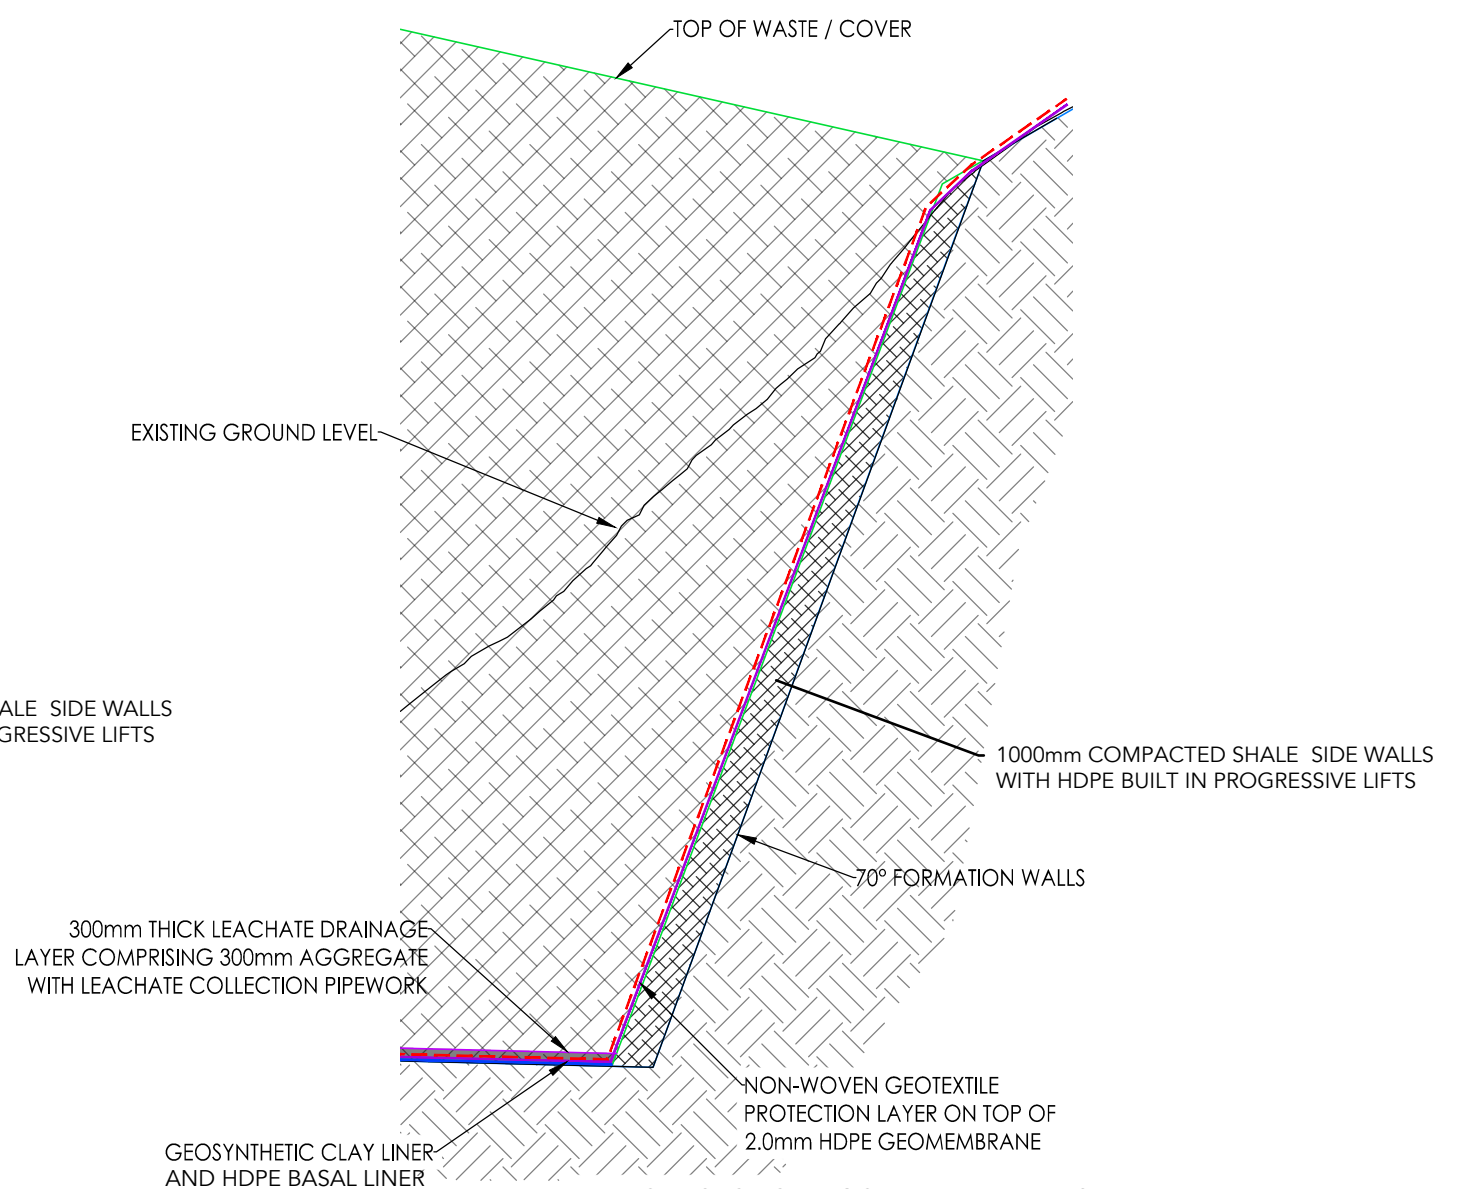 TOP OF WASTE / COVER
EXISTING GROUND LEVEL
ALE SIDE WALLS
GRESSIVE LIFTS
1000mm COMPACTED SHALE SIDE WALLS
WITH HDPE BUILT IN PROGRESSIVE LIFTS
70° FORMATION WALLS
300mm THICK LEACHATE DRAINAGE
LAYER COMPRISING 300mm AGGREGATE
WITH LEACHATE COLLECTION PIPEWORK
NON-WOVEN GEOTEXTILE
PROTECTION LAYER ON TOP OF
2.0mm HDPE GEOMEMBRANE
GEOSYNTHETIC CLAY LINER
AND HDPE BASAL LINER